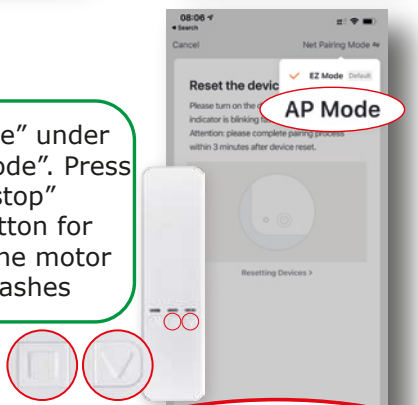 e” under
ode”. Press
stop”
tton for
he motor
ashes
08:06
Search
Cancel
Net Pairing Mode
EZ Mode Default
AP Mode
Reset the devic
Please turn on the
indicator is blinking
Attention: please complete pairing process
within 3 minutes after device reset.
Resetting Devices >